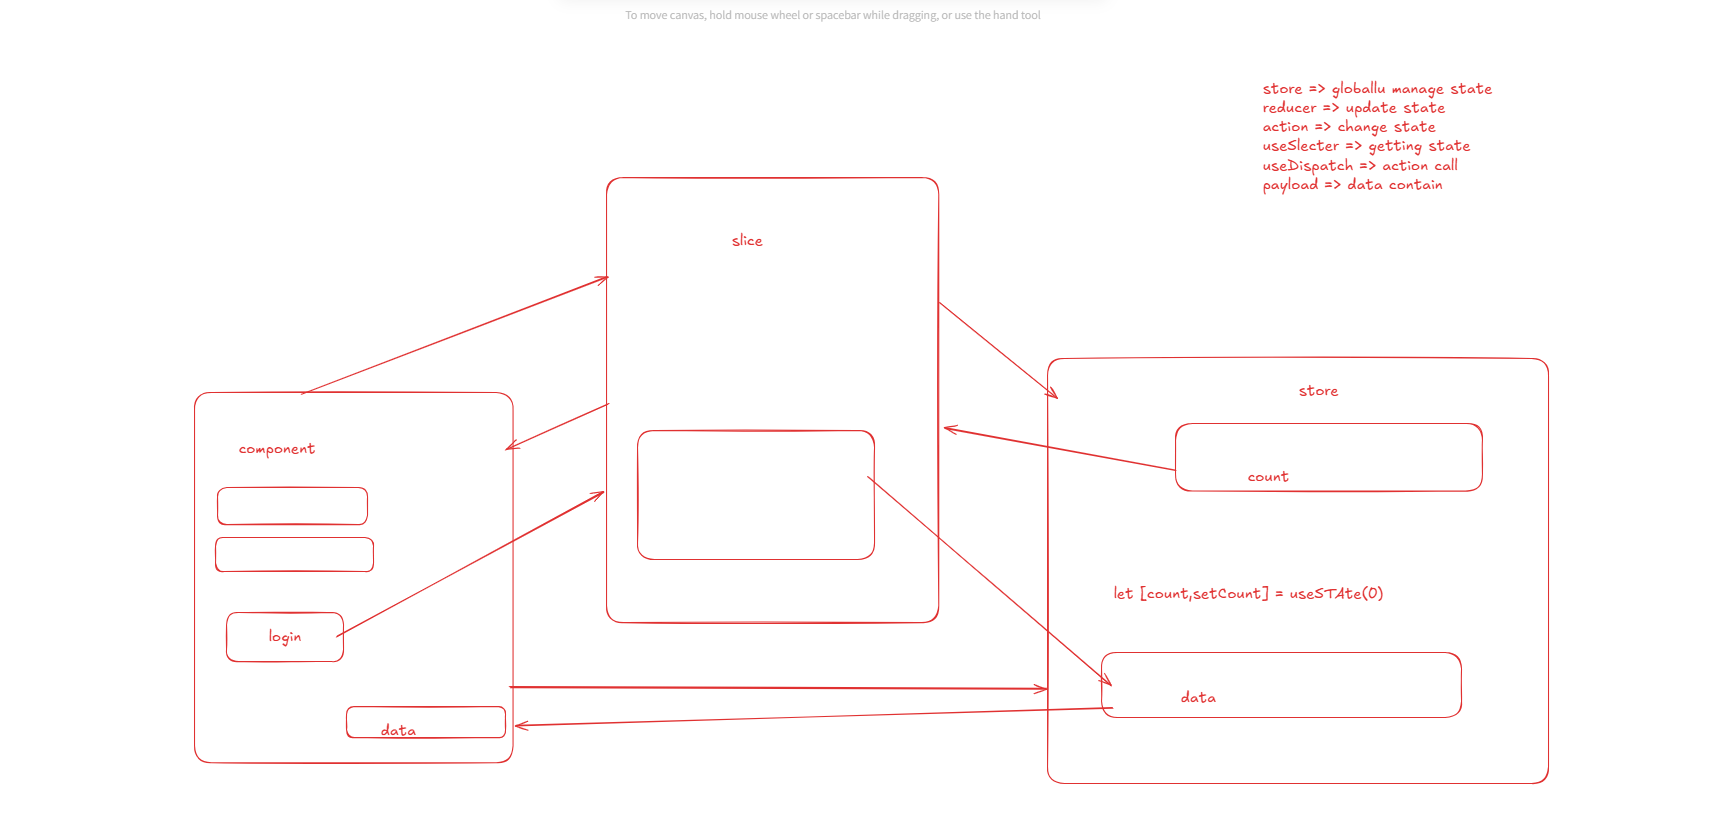 To move canvas, hold mouse wheel or spacebar while dragging, or use the hand tool
store => globallu manage state
reducer => update state
action => change state
useSlecter => getting state
useDispatch => action call
payload => data contain
slice
store
component
count
let [count,setCount] = useSTAte(0)
login
data
data